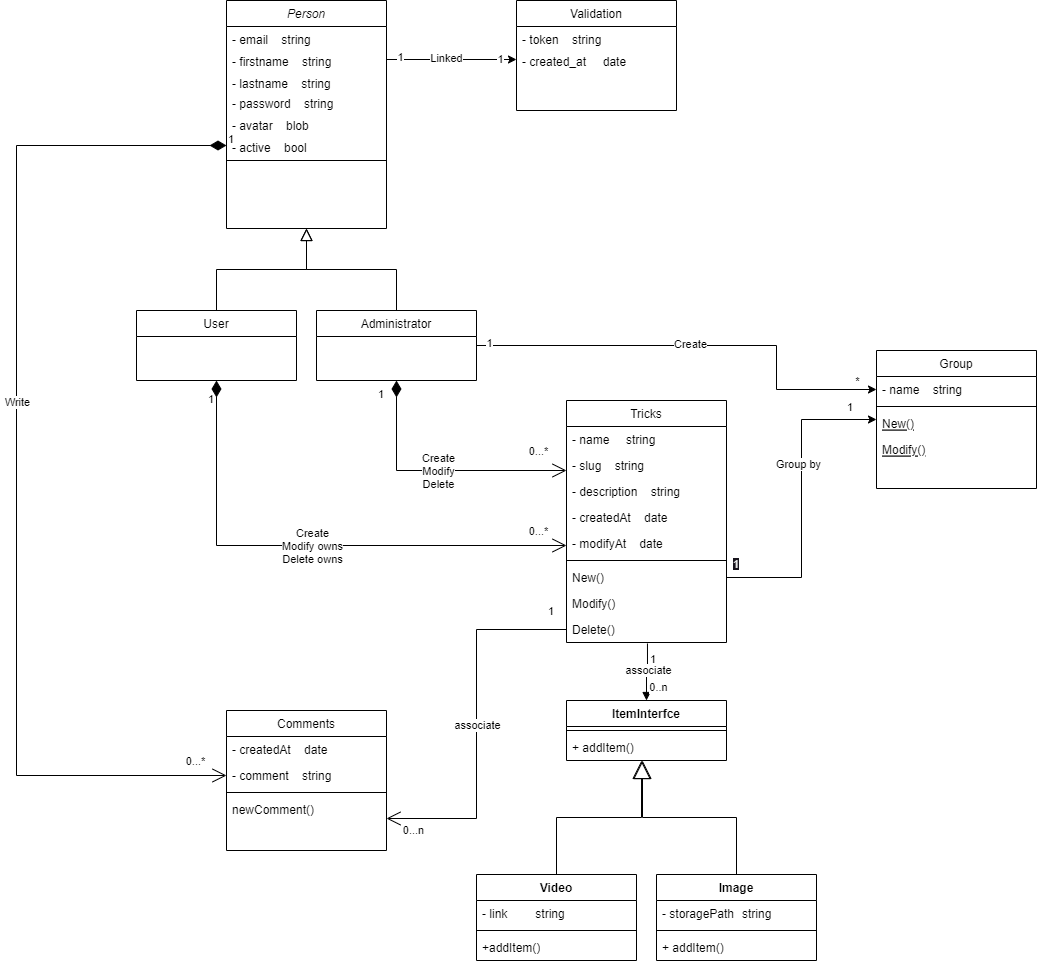 Person
- email string
- firstname string
- lastname string
- password string
- avatar blob
- active bool
1
1
Linked
1
Validation
- token string
- created_at date
User
Administrator
1
Create
*
1
1
Write
Group
- name string
New()
Modify()
1
Group by
1
Tricks
- name string
- slug string
- description string
- createdAt date
- modifyAt date
New()
Modify()
Delete()
0...*
Create
Modify
Delete
0...*
Create
Modify owns
Delete owns
1
associate
0...n
1
associate
0..n
ItemInterfce
+ addItem()
Comments
- createdAt date
- comment string
newComment()
0...*
Video
- link string
+addItem()
Image
- storagePath string
+ addItem()